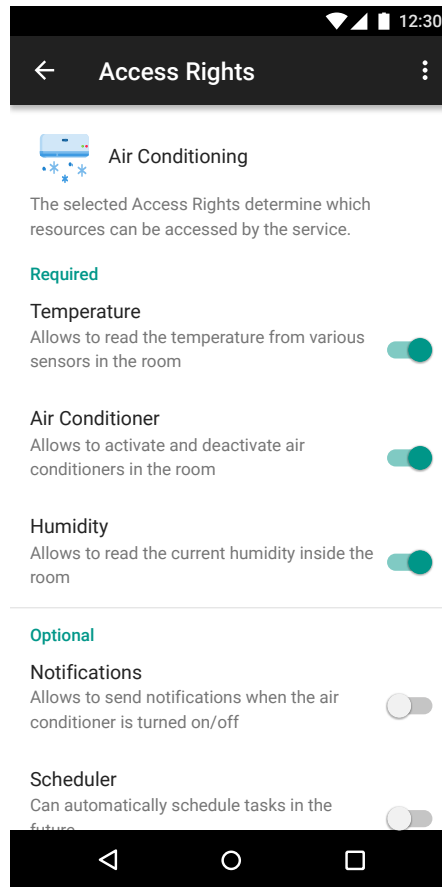 12:30
Access Rights
Air Conditioning
The selected Access Rights determine which
resources can be accessed by the service.
Required
Temperature
Allows to read the temperature from various
sensors in the room
Air Conditioner
Allows to activate and deactivate air
conditioners in the room
Humidity
Allows to read the current humidity inside the
room
Optional
Notifications
Allows to send notifications when the air
conditioner is turned on/off
Scheduler
Can automatically schedule tasks in the
future